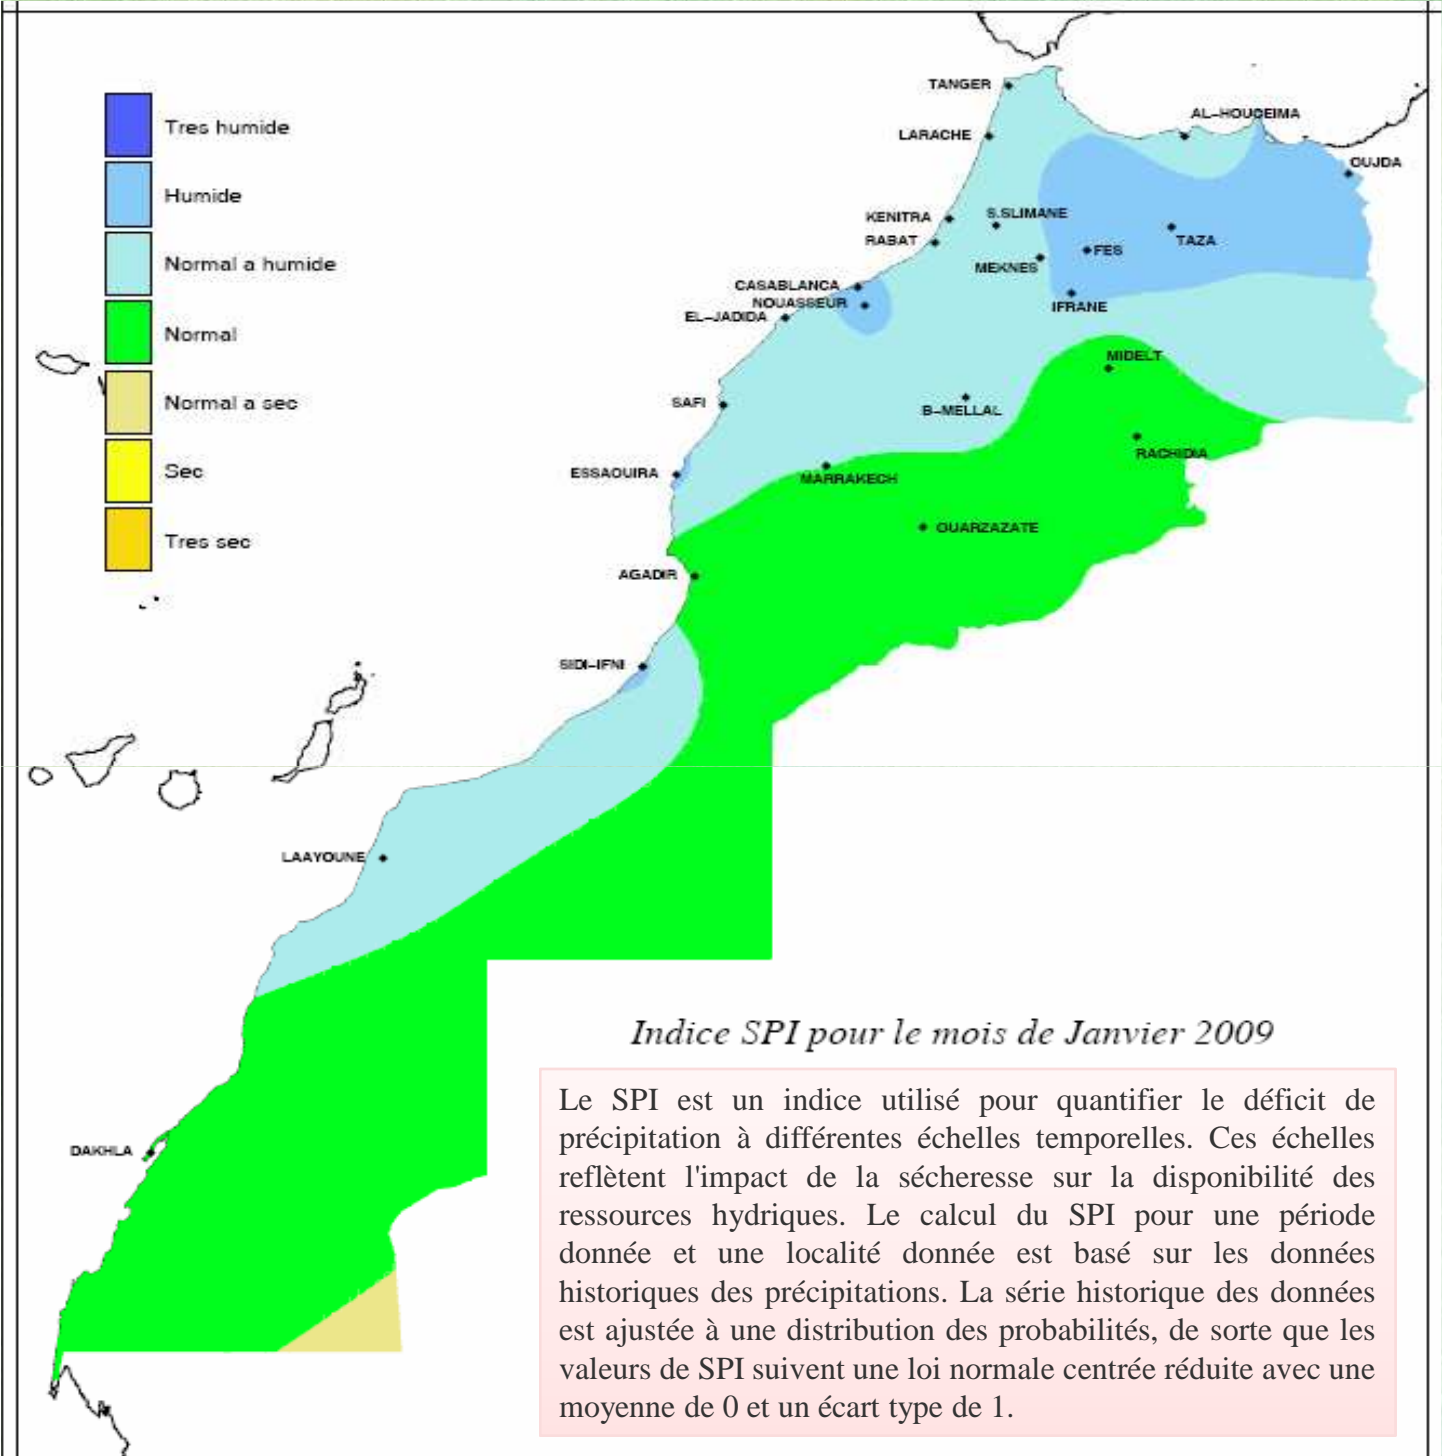 TANGER
AL-HOUCEIMA
LARACHE
OUJDA
Tres humide
Humide
Normal a humide
Normal
Normal a sec
Sec
Tres sec
KENITRA
S.SLIMANE
RABAT
TAZA
FES
MEKNES
CASABLANCA
NOUASSEUR
IFRANE
EL-JADIDA
MIDELT
SAFI
B-MELLAL
RACHIDIA
ESSAOUIRA
MARRAKECH
OUARZAZATE
AGADIR
SIDI-IFNI
LAAYOUNE
DAKHLA
Indice SPI pour le mois de Janvier 2009
Le SPI est un indice utilisé pour quantifier le déficit de
précipitation à différentes échelles temporelles. Ces échelles
reflètent l'impact de la sécheresse sur la disponibilité des
ressources hydriques. Le calcul du SPI pour une période
donnée et une localité donnée est basé sur les données
historiques des précipitations. La série historique des données
est ajustée à une distribution des probabilités, de sorte que les
valeurs de SPI suivent une loi normale centrée réduite avec une
moyenne de 0 et un écart type de 1.